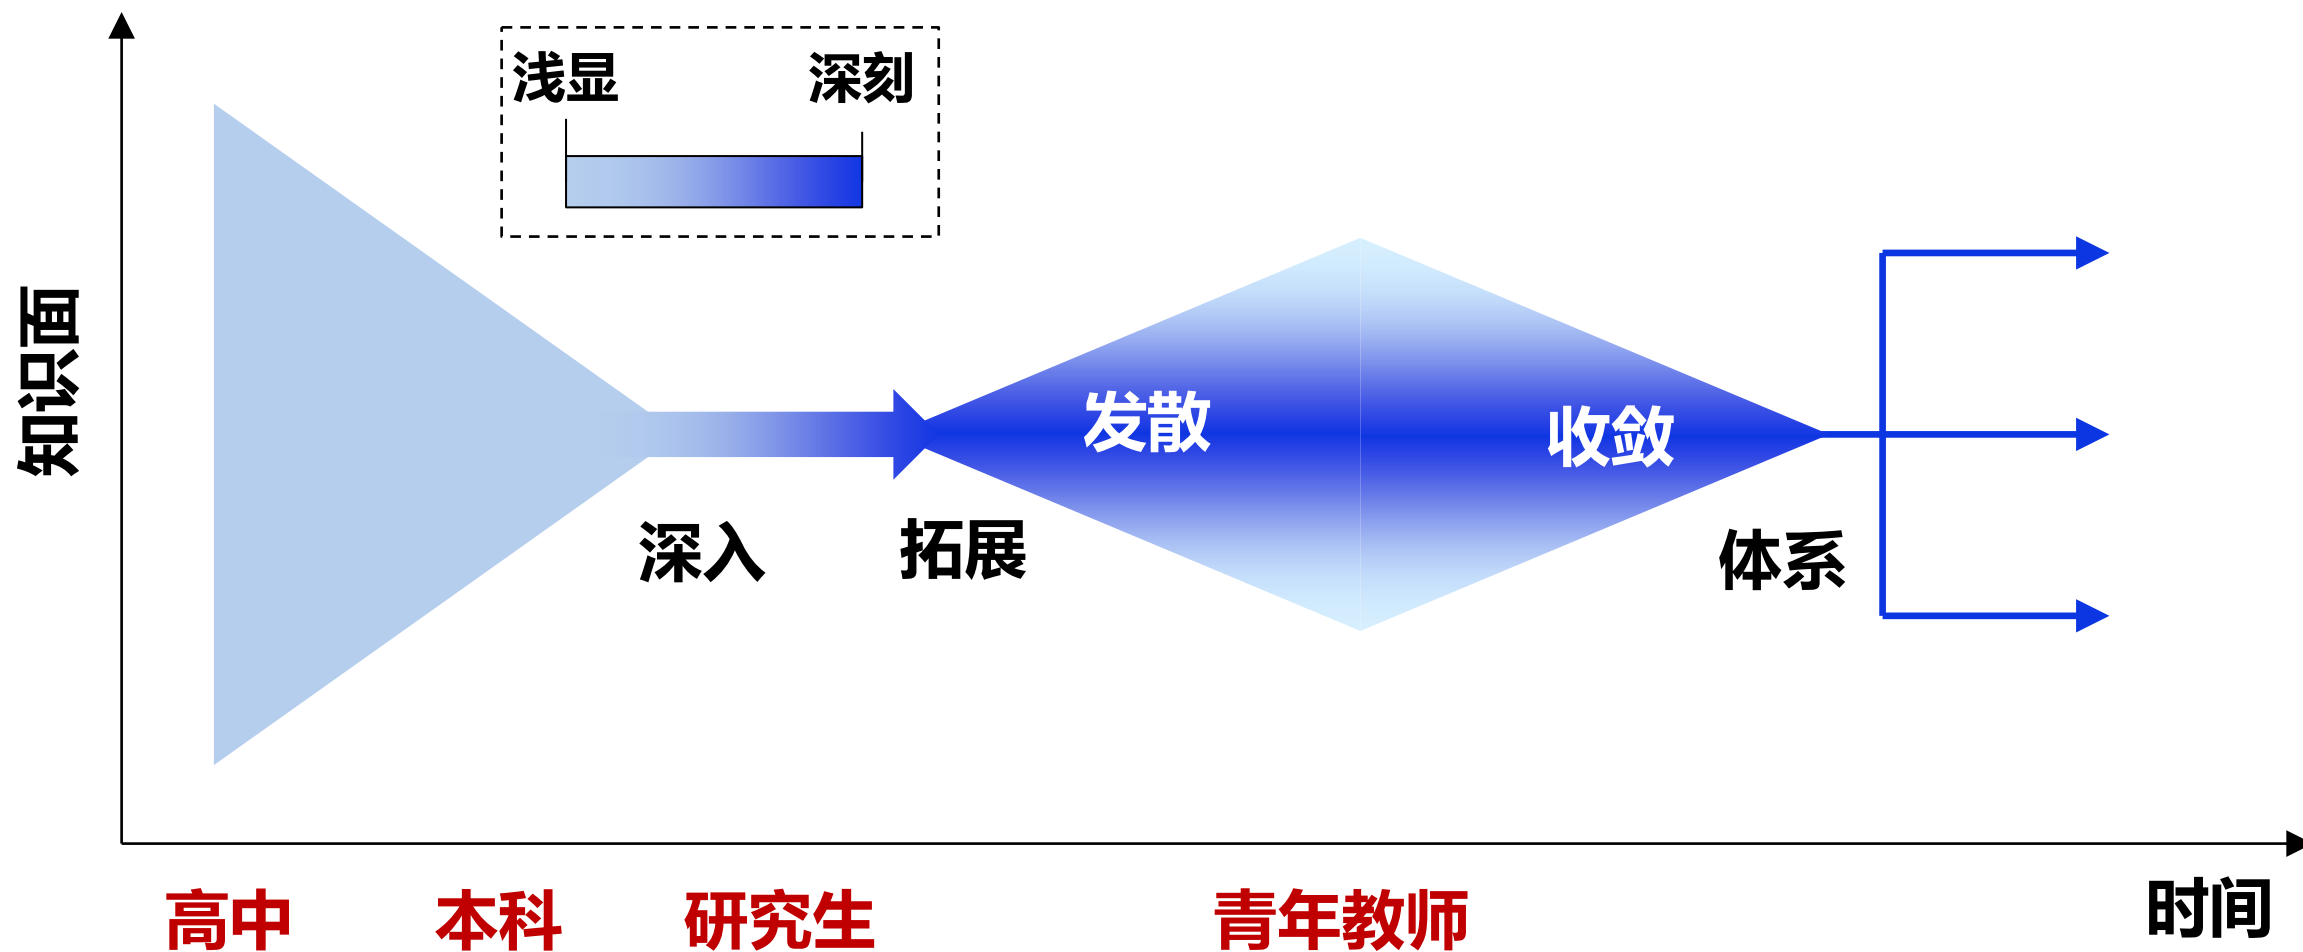 浅显
深刻
知识面
发散
收敛
深入
拓展
体系
高中
本科
研究生
青年教师
时间